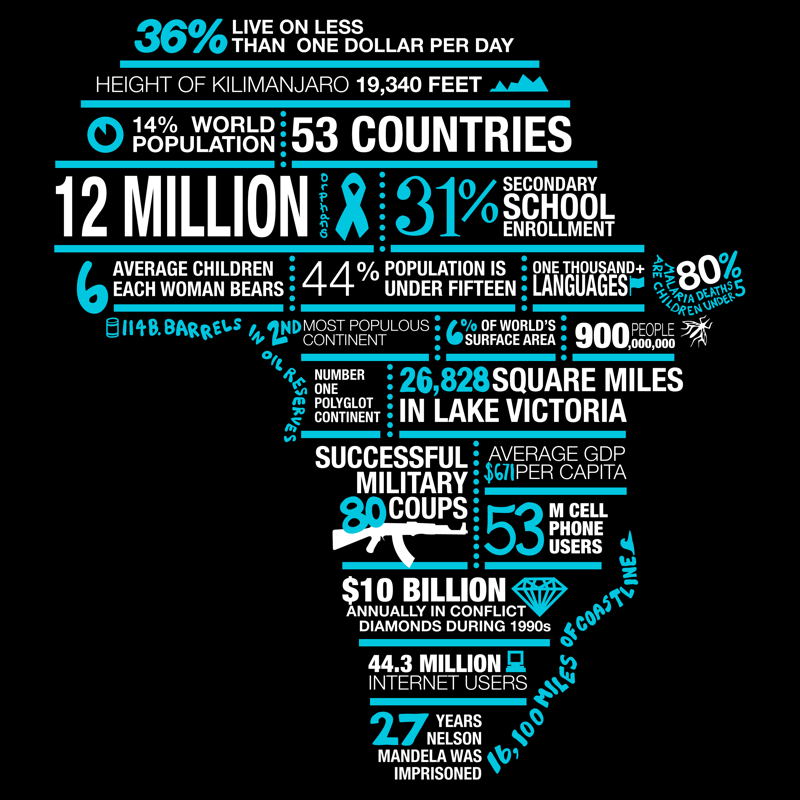 36% LIVE ON LESS
THAN ONE DOLLAR PER DAY
HEIGHT OF KILIMANJARO 19,340 FEET
14% WORLD
POPULATION
53 COUNTRIES
12 MILLION
Orphans
31% SECONDARY
SCHOOL
ENROLLMENT
6 AVERAGE CHILDREN
EACH WOMAN BEARS
44% POPULATION IS
UNDER FIFTEEN
ONE THOUSAND+
LANGUAGES
80%
MALARIA DEATHS
ARE CHILDREN UNDER 5
114B. BARRELS IN
OIL RESERVES
2ND MOST POPULOUS
CONTINENT
6% OF WORLD'S
SURFACE AREA
900 PEOPLE
,000,000
NUMBER
ONE
POLYGLOT
CONTINENT
26,828 SQUARE MILES
IN LAKE VICTORIA
SUCCESSFUL
MILITARY
80 COUPS
AVERAGE GDP
$671 PER CAPITA
53 M CELL
PHONE
USERS
$10 BILLION
ANNUALLY IN CONFLICT
DIAMONDS DURING 1990s
16,100 MILES OF COASTLINE
44.3 MILLION
INTERNET USERS
27 YEARS
NELSON
MANDELA WAS
IMPRISONED